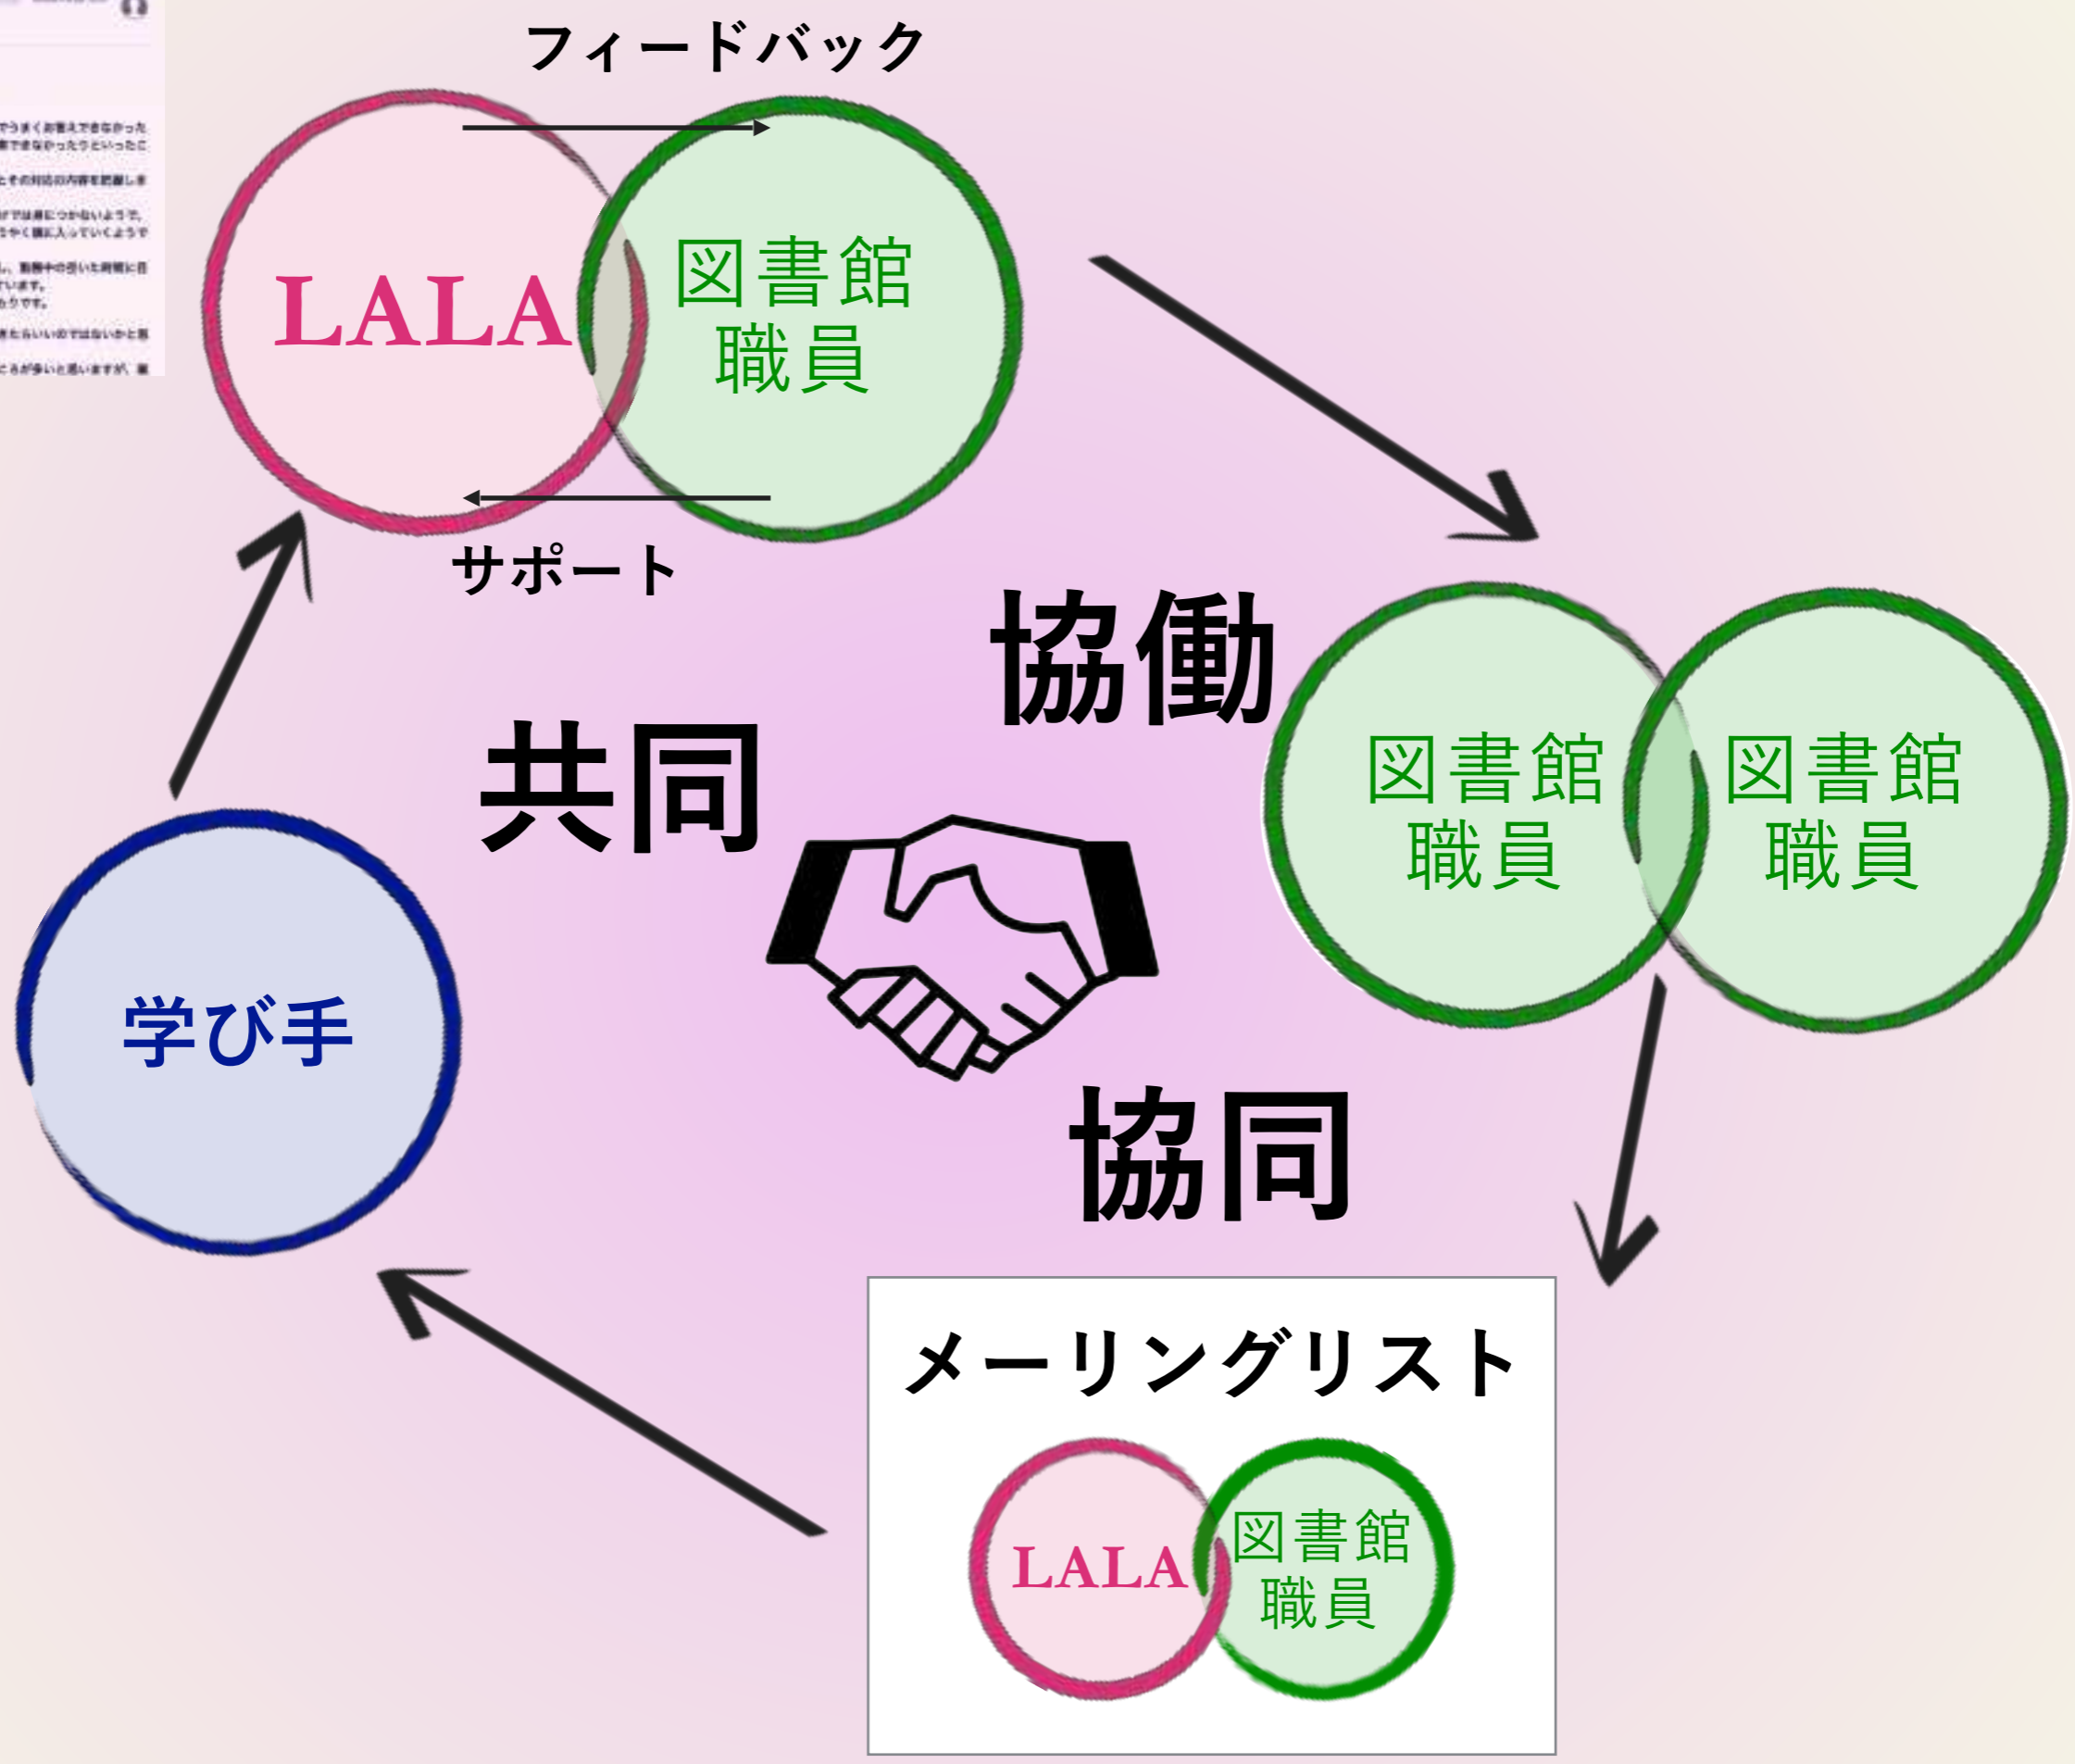 フィードバック
LALA
図書館
職員
サポート
協働
共同
図書館
職員
図書館
職員
学び手
協同
メーリングリスト
LALA
図書館
職員